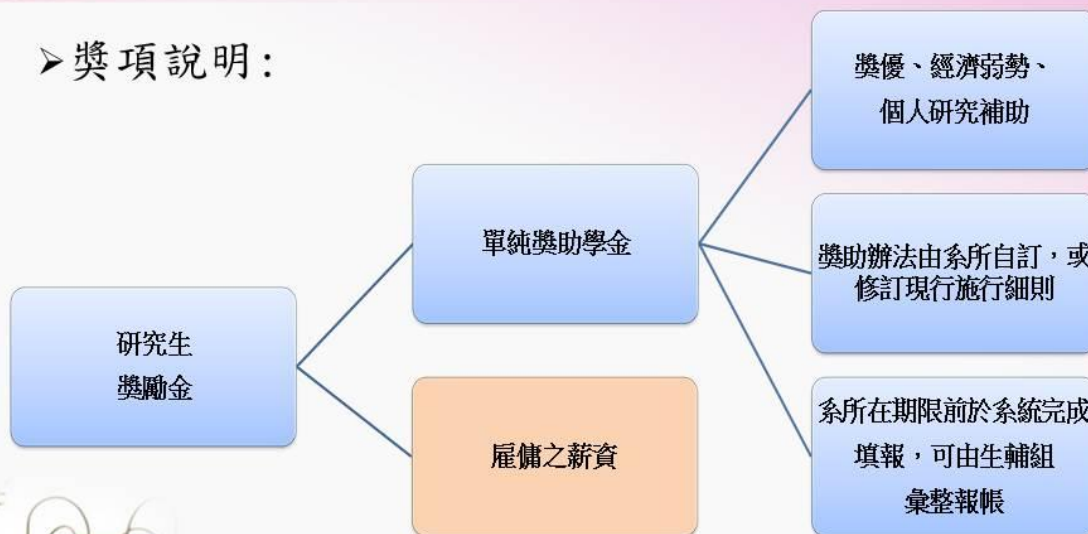 ➢獎項說明：
研究生
獎勵金
單純獎助學金
雇傭之薪資
獎優、經濟弱勢、
個人研究補助
獎助辦法由系所自訂，或
修訂現行施行細則
系所在期限前於系統完成
填報，可由生輔組
彙整報帳